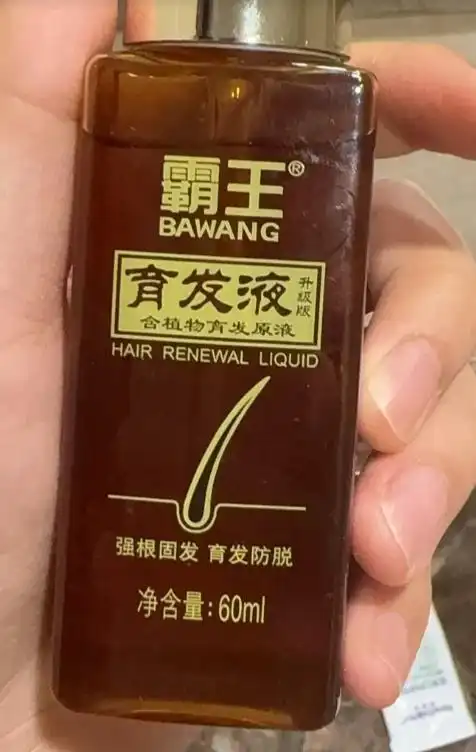 霸王®
BAWANG
育发液 升级版
含植物育发原液
HAIR RENEWAL LIQUID
强根固发 育发防脱
净含量:60ml